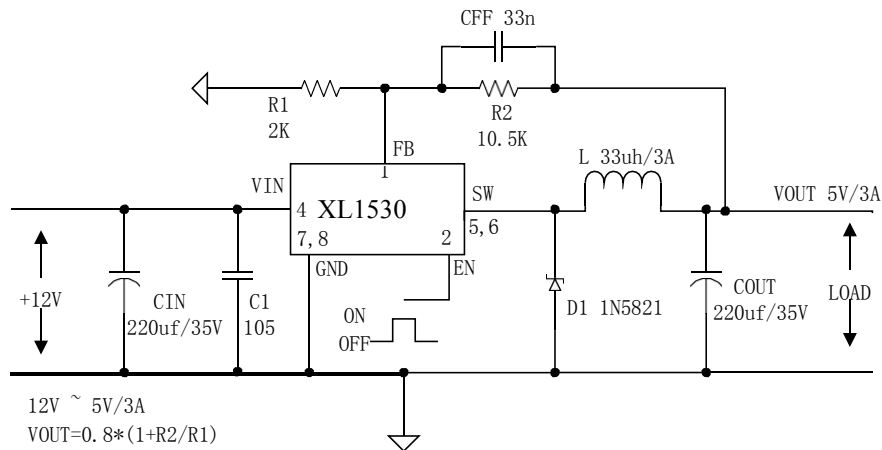 CFF 33n
R1
2K
R2
10.5K
FB
1
L 33uh/3A
VIN
SW
VOUT 5V/3A
4
XL1530
5,6
7,8
2
GND
EN
+12V
CIN
220uf/35V
C1
105
ON
OFF
D1 1N5821
COUT
220uf/35V
LOAD
12V ~ 5V/3A
VOUT=0.8*(1+R2/R1)